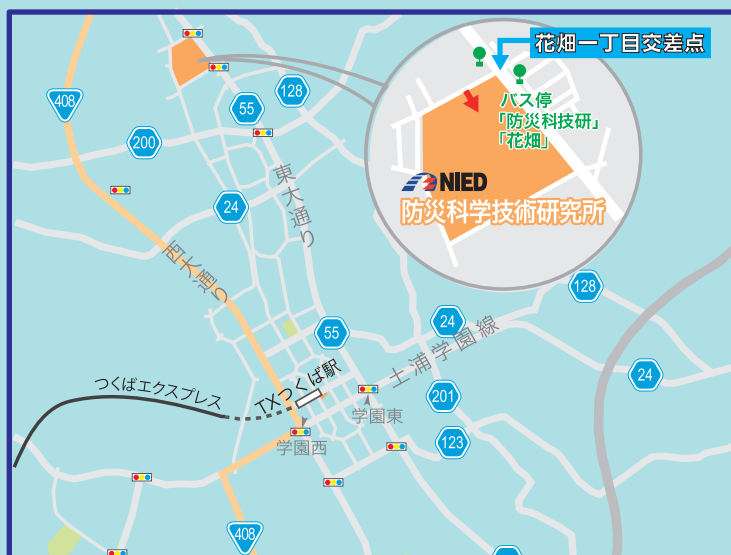 花畑一丁目交差点
バス停
「防災科技研」
「花畑」
NIED
防災科学技術研究所
408
55
128
200
24
東大通り
西大通り
128
55
24
土浦学園線
24
つくばエクスプレス
TXつくば駅
201
学園東
学園西
123
408